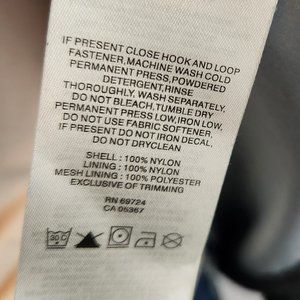 IF PRESENT CLOSE HOOK AND LOOP
FASTENER,MACHINE WASH COLD
PERMANENT PRESS,POWDERED
DETERGENT,RINSE
THOROUGHLY. WASH SEPARATELY.
DO NOT BLEACH,TUMBLE DRY
PERMANENT PRESS LOW,IRON LOW,
DO NOT USE FABRIC SOFTENER,
IF PRESENT DO NOT IRON DECAL,
DO NOT DRYCLEAN
SHELL : 100% NYLON
LINING : 100% NYLON
MESH LINING : 100% POLYESTER
EXCLUSIVE OF TRIMMING
RN 69724
CA 05367
30 C